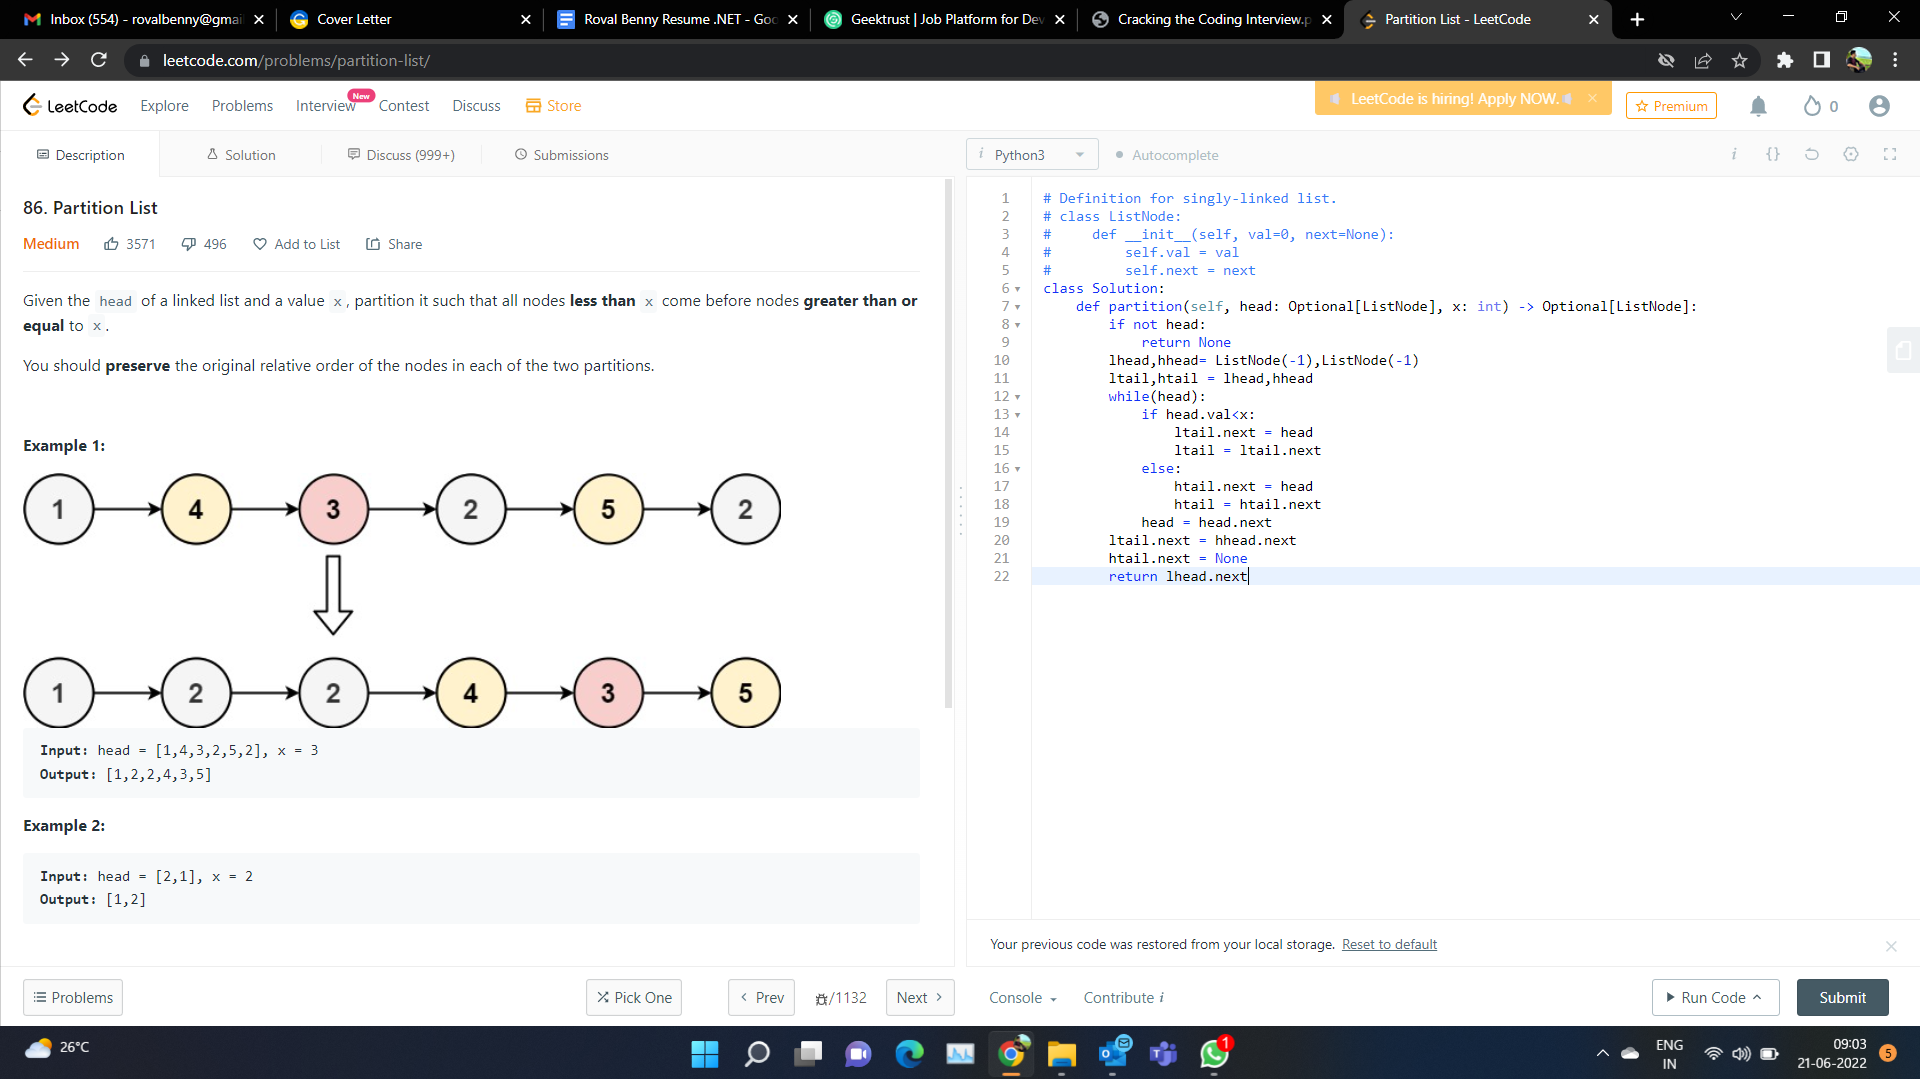 Inbox (554) - rovalbenny@gmai
Cover Letter
Roval Benny Resume .NET - Goo
Geektrust | Job Platform for Dev
Cracking the Coding Interview.p
Partition List - LeetCode
leetcode.com/problems/partition-list/
LeetCode
Explore
Problems
Interview
New
Contest
Discuss
Store
LeetCode is hiring! Apply NOW.
Premium
0
Description
Solution
Discuss (999+)
Submissions
i Python3
Autocomplete
i {}
86. Partition List
Medium
3571
496
Add to List
Share
Given the head of a linked list and a value x, partition it such that all nodes less than x come before nodes greater than or
equal to x.
You should preserve the original relative order of the nodes in each of the two partitions.
Example 1:
1 4 3 2 5 2
1 2 2 4 3 5
Input: head = [1,4,3,2,5,2], x = 3
Output: [1,2,2,4,3,5]
Example 2:
Input: head = [2,1], x = 2
Output: [1,2]
1 # Definition for singly-linked list.
2 # class ListNode:
3 #     def __init__(self, val=0, next=None):
4 #         self.val = val
5 #         self.next = next
6 class Solution:
7     def partition(self, head: Optional[ListNode], x: int) -> Optional[ListNode]:
8         if not head:
9             return None
10         lhead,hhead= ListNode(-1),ListNode(-1)
11         ltail,htail = lhead,hhead
12         while(head):
13             if head.val<x:
14                 ltail.next = head
15                 ltail = ltail.next
16             else:
17                 htail.next = head
18                 htail = htail.next
19             head = head.next
20         ltail.next = hhead.next
21         htail.next = None
22         return lhead.next
Your previous code was restored from your local storage. Reset to default
Problems
Pick One
Prev
/1132
Next
Console
Contribute i
Run Code
Submit
26°C
1
ENG
IN
09:03
21-06-2022
5